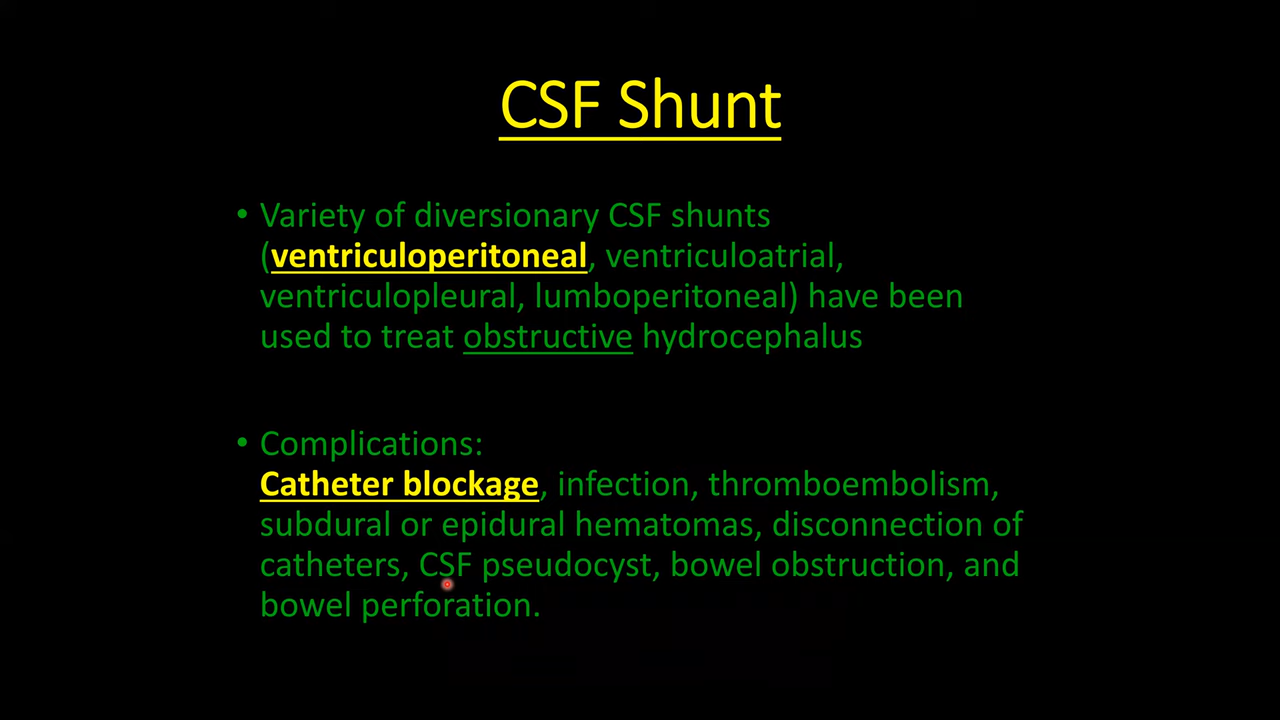 CSF Shunt
• Variety of diversionary CSF shunts
(ventriculoperitoneal, ventriculoatrial,
ventriculopleural, lumboperitoneal) have been
used to treat obstructive hydrocephalus
• Complications:
Catheter blockage, infection, thromboembolism,
subdural or epidural hematomas, disconnection of
catheters, CSF pseudocyst, bowel obstruction, and
bowel perforation.